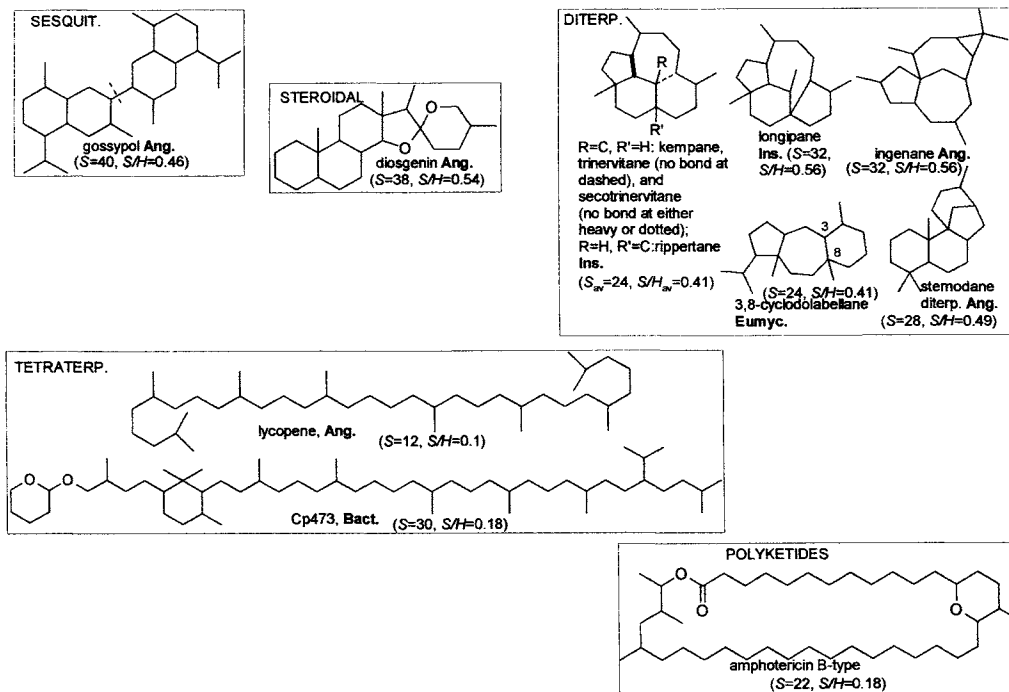 SESQUIT.
gossypol Ang.
(S=40, S/H=0.46)
STEROIDAL
O
O
diosgenin Ang.
(S=38, S/H=0.54)
DITERP.
R
R'
R=C, R'=H: kempane,
trinervitane (no bond at
dashed), and
secotrinervitane
(no bond at either
heavy or dotted);
R=H, R'=C:rippertane
Ins.
(Sav=24, S/Hav=0.41)
longipane
Ins. (S=32,
S/H=0.56)
ingenane Ang.
(S=32, S/H=0.56)
3
8
(S=24, S/H=0.41)
3,8-cyclodolabellane
Eumyc.
stemodane
diterp. Ang.
(S=28, S/H=0.49)
TETRATERP.
lycopene, Ang.
(S=12, S/H=0.1)
O
O
Cp473, Bact.
(S=30, S/H=0.18)
POLYKETIDES
O
O
O
amphotericin B-type
(S=22, S/H=0.18)